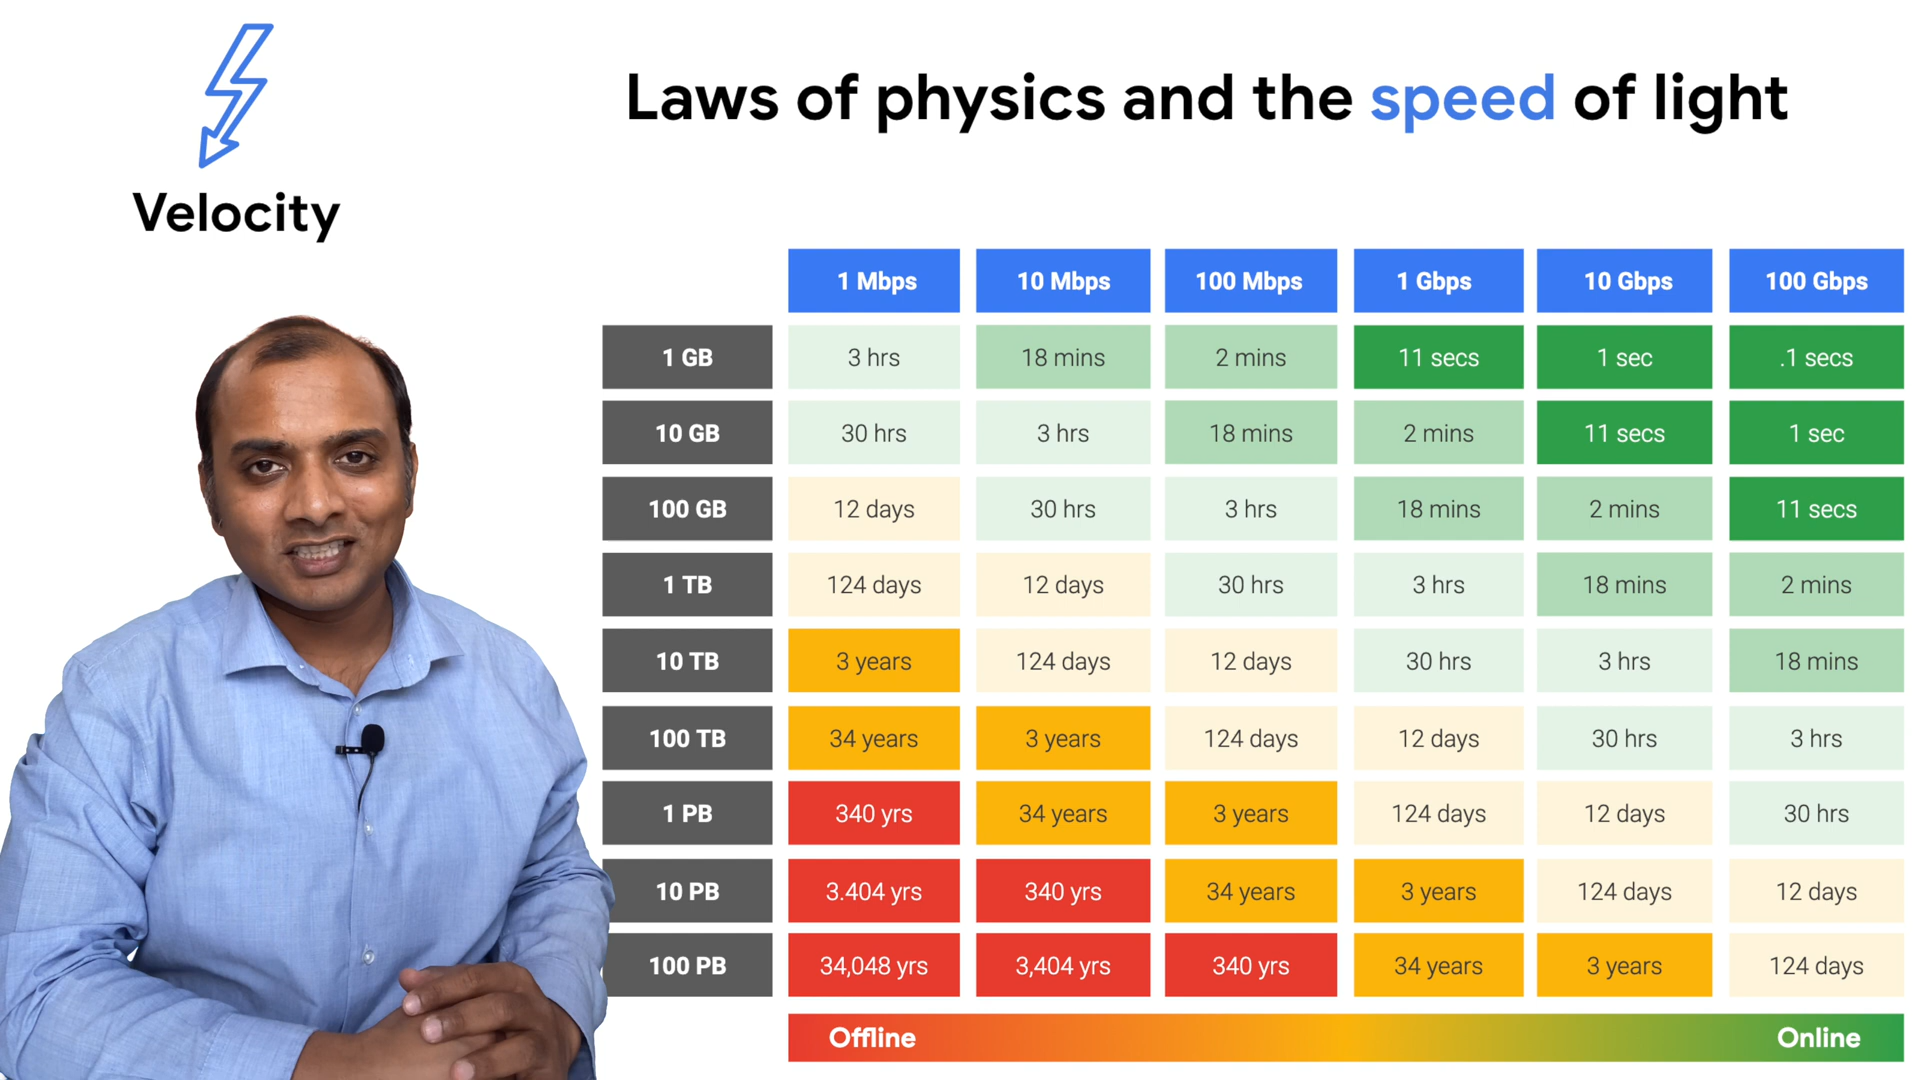 Velocity
Laws of physics and the speed of light
1 Mbps 10 Mbps 100 Mbps 1 Gbps 10 Gbps 100 Gbps
1 GB 3 hrs 18 mins 2 mins 11 secs 1 sec .1 secs
10 GB 30 hrs 3 hrs 18 mins 2 mins 11 secs 1 sec
100 GB 12 days 30 hrs 3 hrs 18 mins 2 mins 11 secs
1 TB 124 days 12 days 30 hrs 3 hrs 18 mins 2 mins
10 TB 3 years 124 days 12 days 30 hrs 3 hrs 18 mins
100 TB 34 years 3 years 124 days 12 days 30 hrs 3 hrs
1 PB 340 yrs 34 years 3 years 124 days 12 days 30 hrs
10 PB 3.404 yrs 340 yrs 34 years 3 years 124 days 12 days
100 PB 34,048 yrs 3,404 yrs 340 yrs 34 years 3 years 124 days
Offline Online